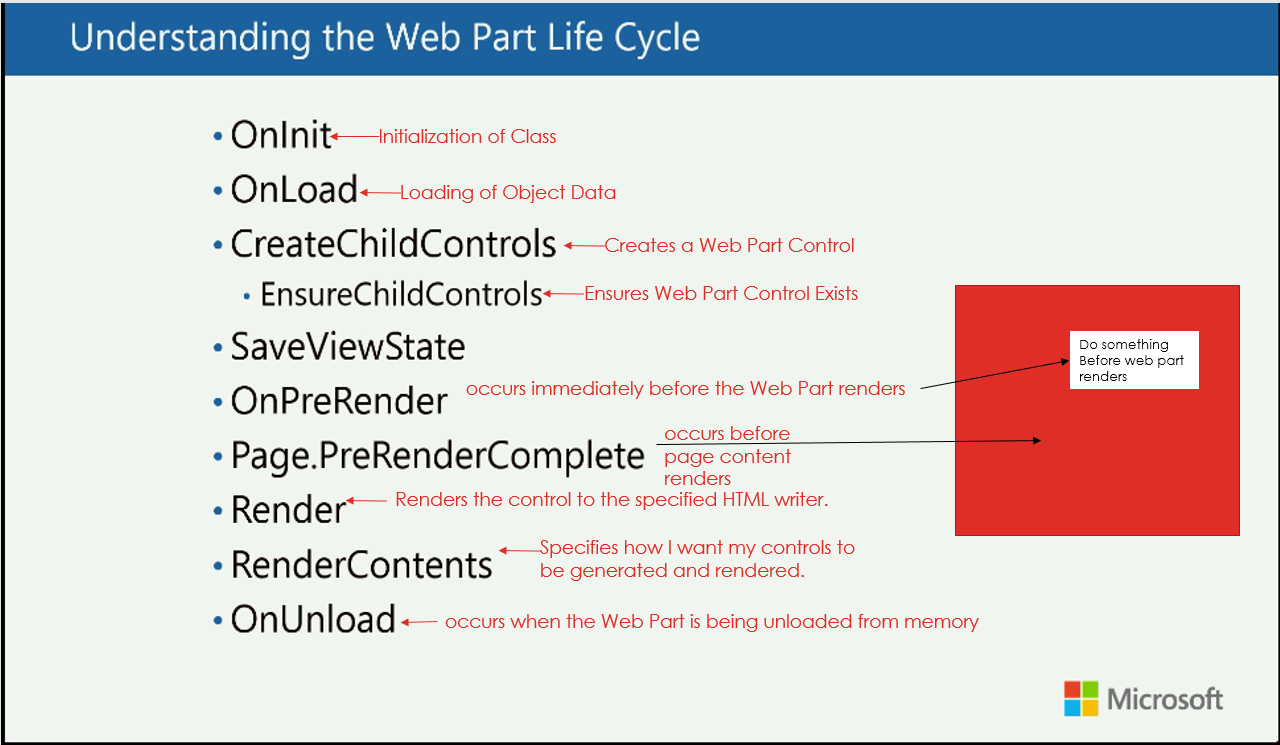 Understanding the Web Part Life Cycle
• OnInit Initialization of Class
• OnLoad Loading of Object Data
• CreateChildControls Creates a Web Part Control
• EnsureChildControls Ensures Web Part Control Exists
• SaveViewState
• OnPreRender occurs immediately before the Web Part renders
Do something
Before web part
renders
• Page.PreRenderComplete occurs before
page content
renders
• Render Renders the control to the specified HTML writer.
• RenderContents Specifies how I want my controls to
be generated and rendered.
• OnUnload occurs when the Web Part is being unloaded from memory
Microsoft